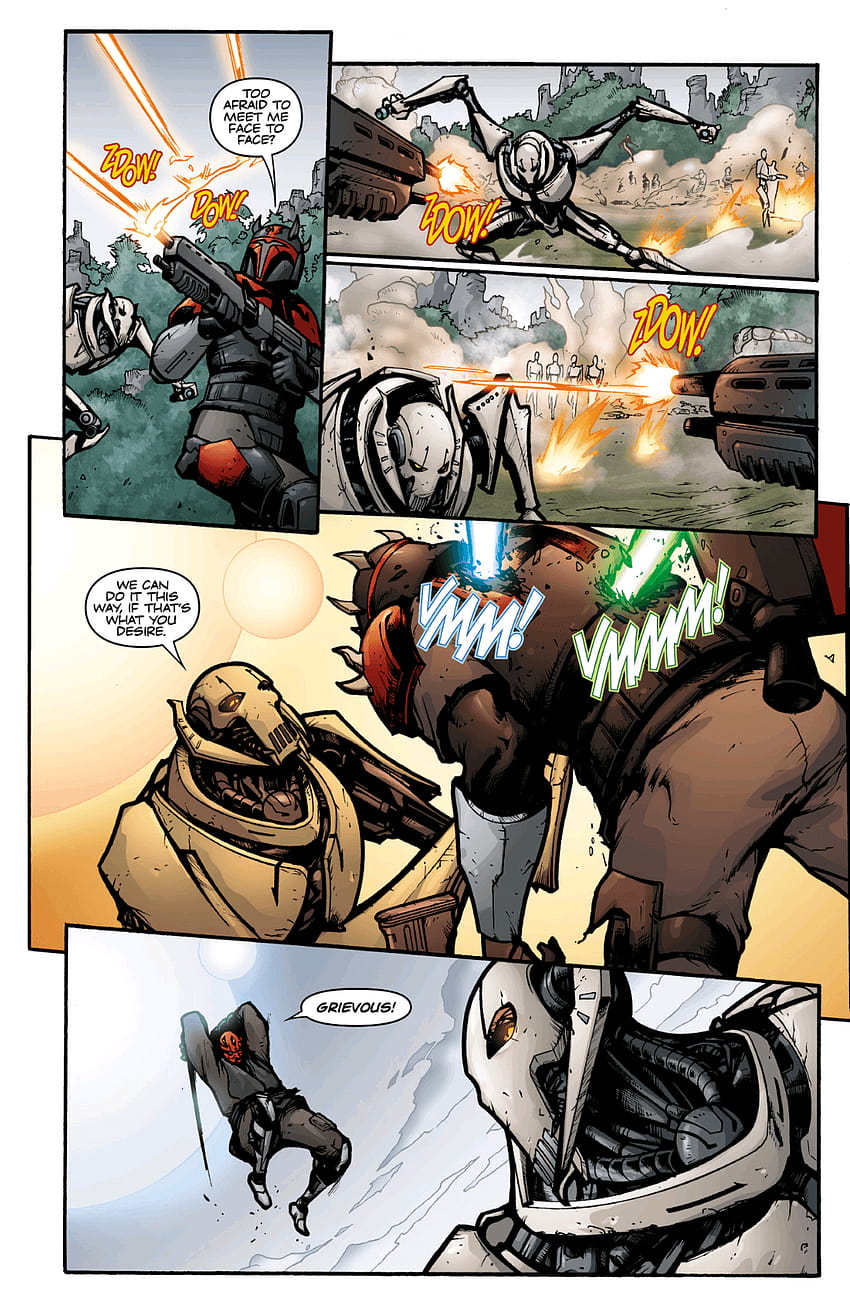 TOO
AFRAID TO
MEET ME
FACE TO
FACE?
ZDOW!
DOW!
ZDOW!
ZDOW!
WE CAN
DO IT THIS
WAY, IF THAT'S
WHAT YOU
DESIRE.
VMM!
VMMM!
GRIEVOUS!